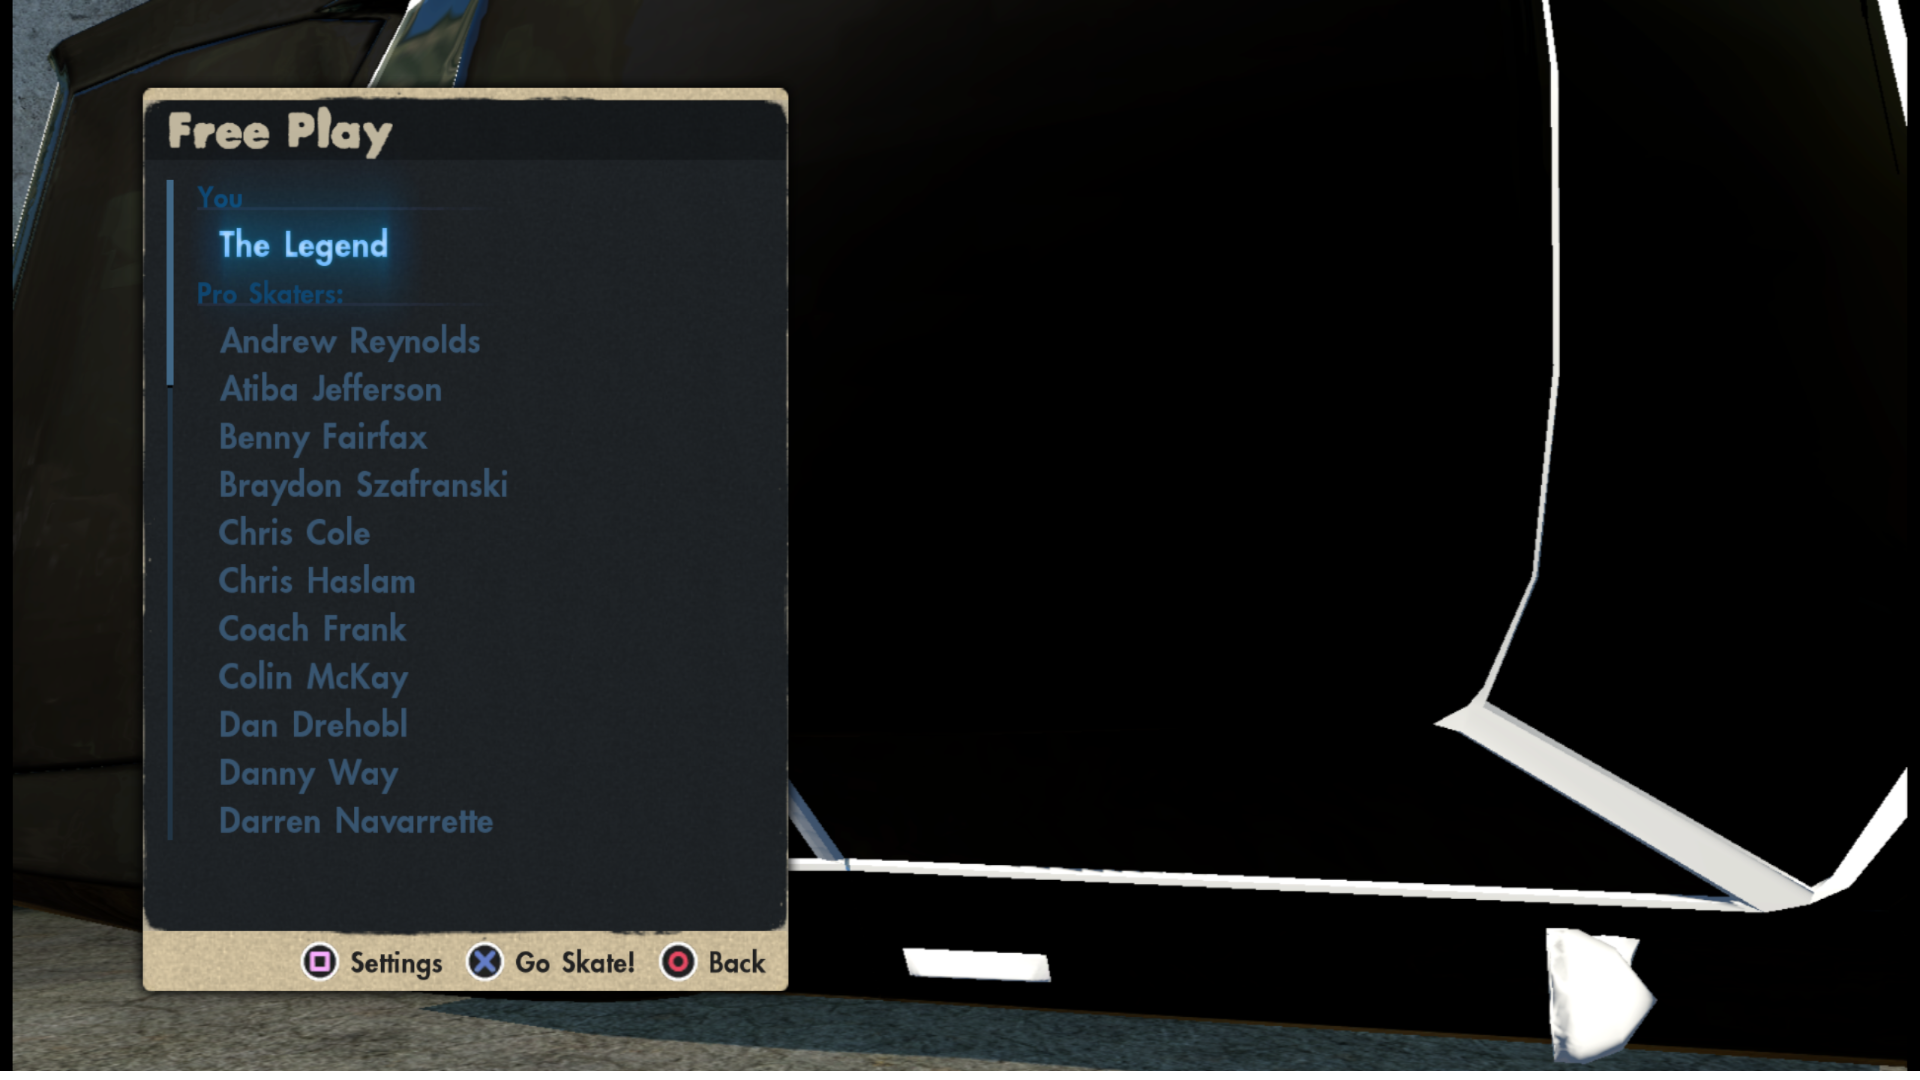 Free Play
You
The Legend
Pro Skaters:
Andrew Reynolds
Atiba Jefferson
Benny Fairfax
Braydon Szafranski
Chris Cole
Chris Haslam
Coach Frank
Colin McKay
Dan Drehobl
Danny Way
Darren Navarrette
Settings Go Skate! Back